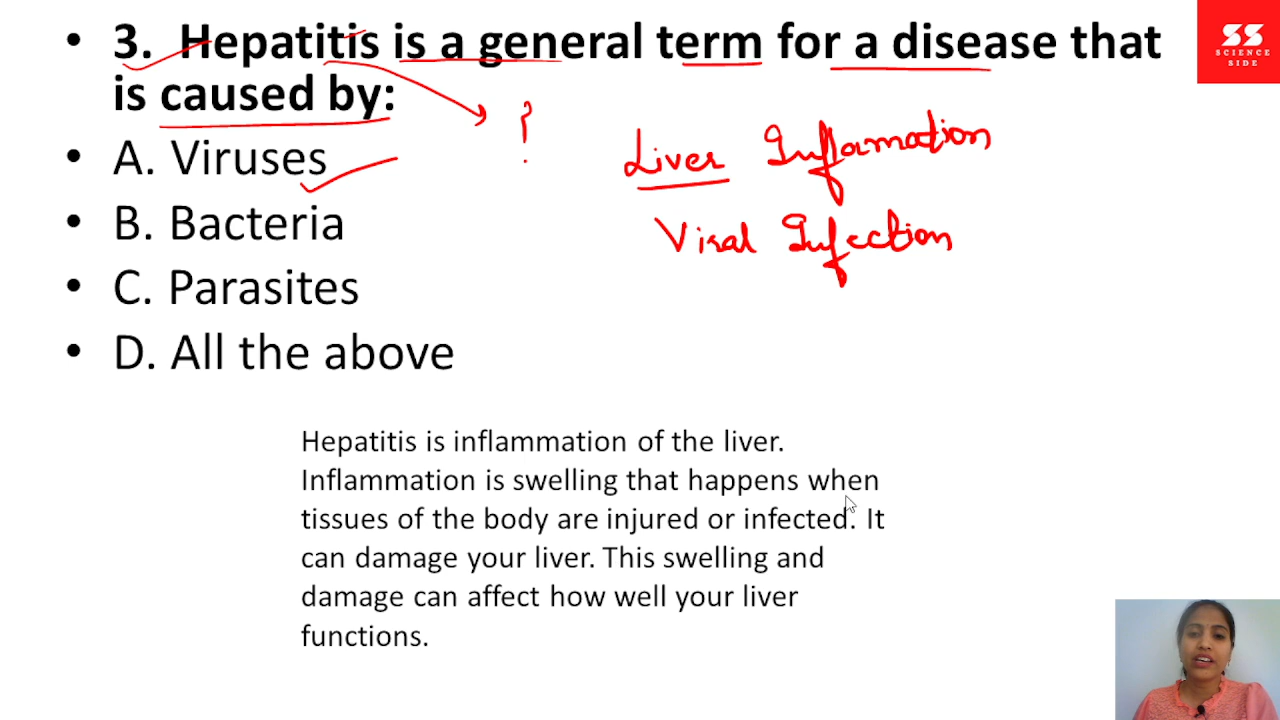 • 3. Hepatitis is a general term for a disease that
is caused by:
• A. Viruses
• B. Bacteria
• C. Parasites
• D. All the above
?
Liver Inflamation
Viral Infection
Hepatitis is inflammation of the liver.
Inflammation is swelling that happens when
tissues of the body are injured or infected. It
can damage your liver. This swelling and
damage can affect how well your liver
functions.
SS
SCIENCE
SIDE